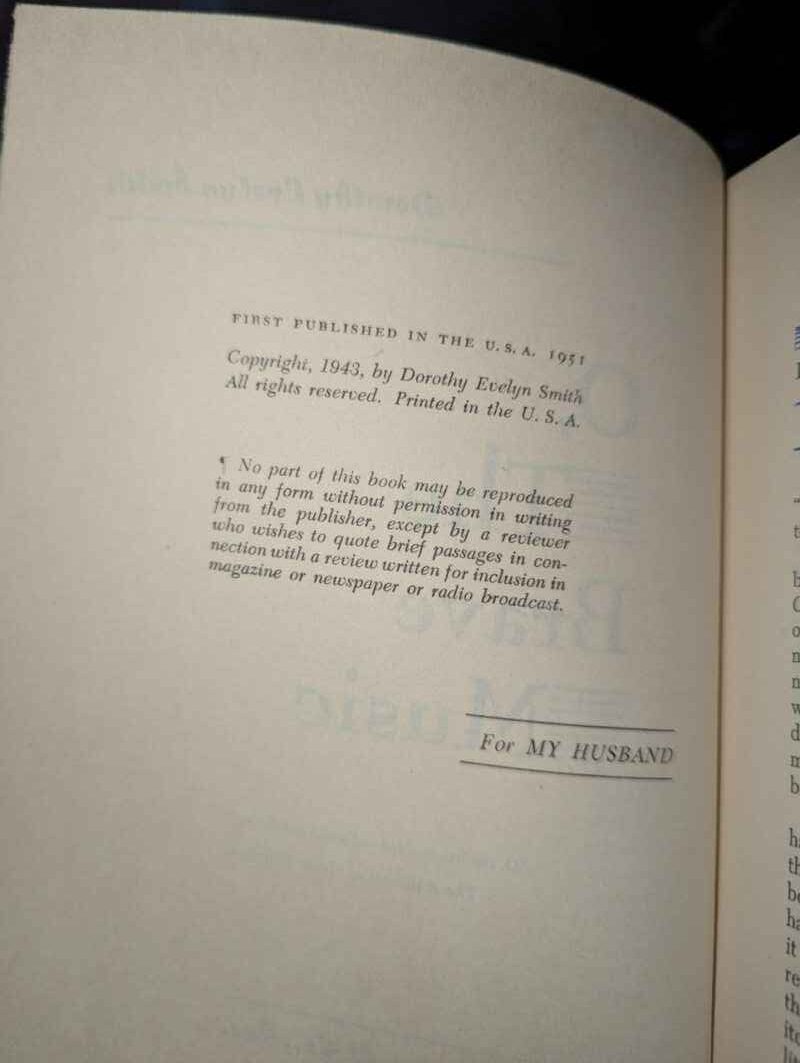 FIRST PUBLISHED IN THE U. S. A. 1951
Copyright, 1943, by Dorothy Evelyn Smith
All rights reserved. Printed in the U. S. A.
¶ No part of this book may be reproduced
in any form without permission in writing
from the publisher, except by a reviewer
who wishes to quote brief passages in con-
nection with a review written for inclusion in
magazine or newspaper or radio broadcast.
For MY HUSBAND